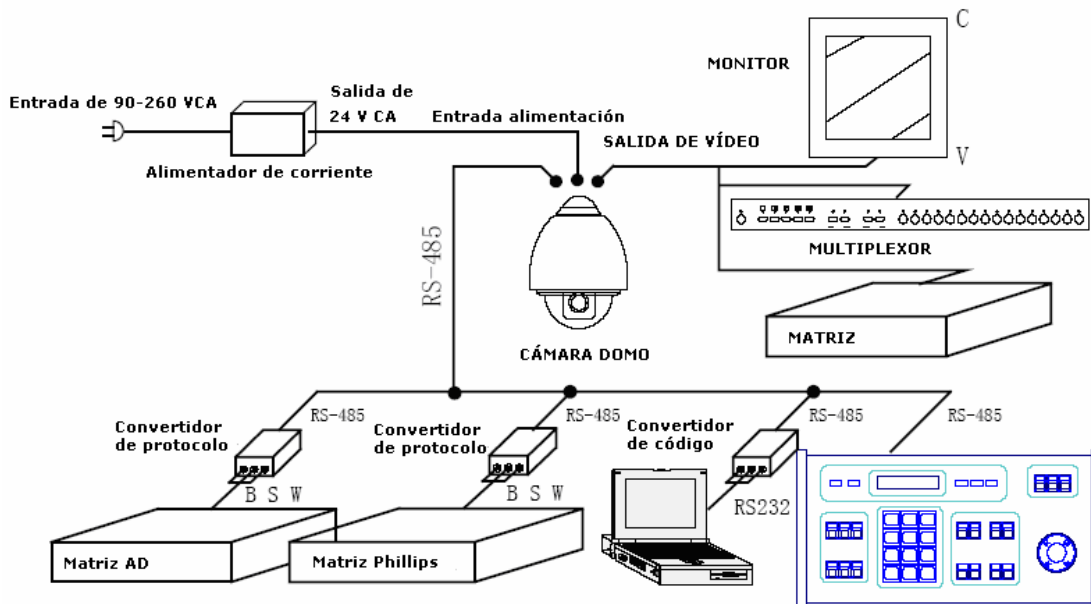 C
MONITOR
Entrada de 90-260 VCA
Salida de
24 V CA
Entrada alimentación
SALIDA DE VÍDEO
V
Alimentador de corriente
RS-485
MULTIPLEXOR
MATRIZ
CÁMARA DOMO
Convertidor
de protocolo
RS-485
Convertidor
de protocolo
RS-485
Convertidor
de código
RS-485
RS-485
B S W
B S W
RS232
Matriz AD
Matriz Phillips